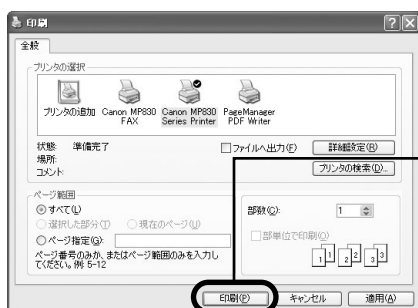 印刷
全般
プリンタの選択
プリンタの追加 Canon MP830 FAX Canon MP830 Series Printer PageManager PDF Writer
状態: 準備完了
場所:
コメント:
ファイルへ出力(F)
詳細設定(R)
プリンタの検索(D)...
ページ範囲
すべて(L)
選択した部分(T) 現在のページ(U)
ページ指定(G):
ページ番号のみか、またはページ範囲のみを入力し
てください。例: 5-12
部数(C): 1
部単位で印刷(O)
1 1 2 2 3 3
印刷(P) キャンセル 適用(A)